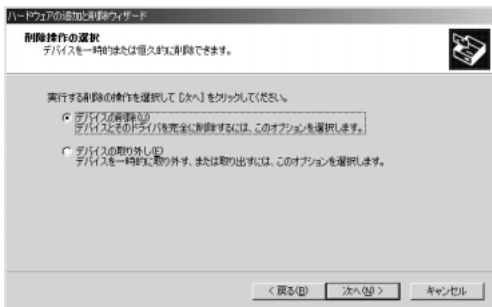 ハードウェアの追加と削除ウィザード
削除操作の選択
デバイスを一時的または恒久的に削除できます。
実行する削除の操作を選択して [次へ] をクリックしてください。
デバイスの削除(U)
デバイスとそのドライバを完全に削除するには、このオプションを選択します。
デバイスの取り外し(E)
デバイスを一時的に取り外す、または取り出すには、このオプションを選択します。
< 戻る(B) 次へ(N) > キャンセル